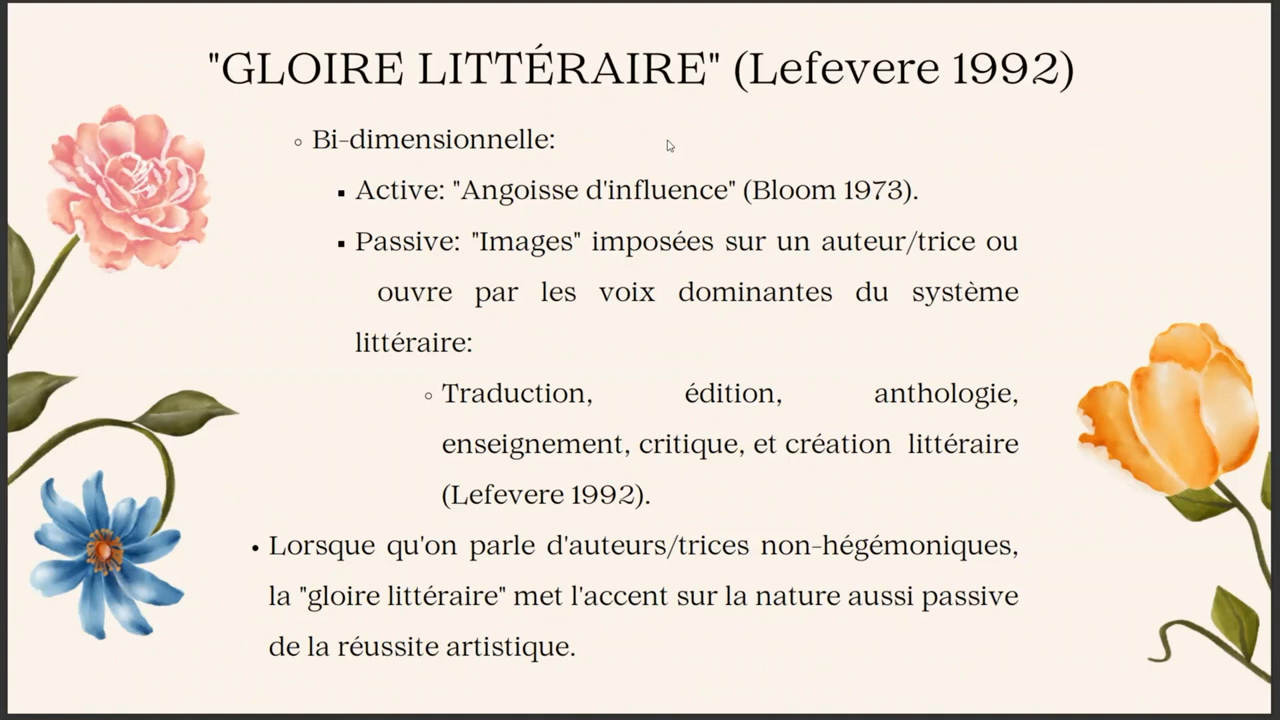 "GLOIRE LITTÉRAIRE" (Lefevere 1992)
Bi-dimensionnelle:
Active: "Angoisse d'influence" (Bloom 1973).
Passive: "Images" imposées sur un auteur/trice ou
ouvre par les voix dominantes du système
littéraire:
Traduction, édition, anthologie,
enseignement, critique, et création littéraire
(Lefevere 1992).
Lorsque qu'on parle d'auteurs/trices non-hégémoniques,
la "gloire littéraire" met l'accent sur la nature aussi passive
de la réussite artistique.